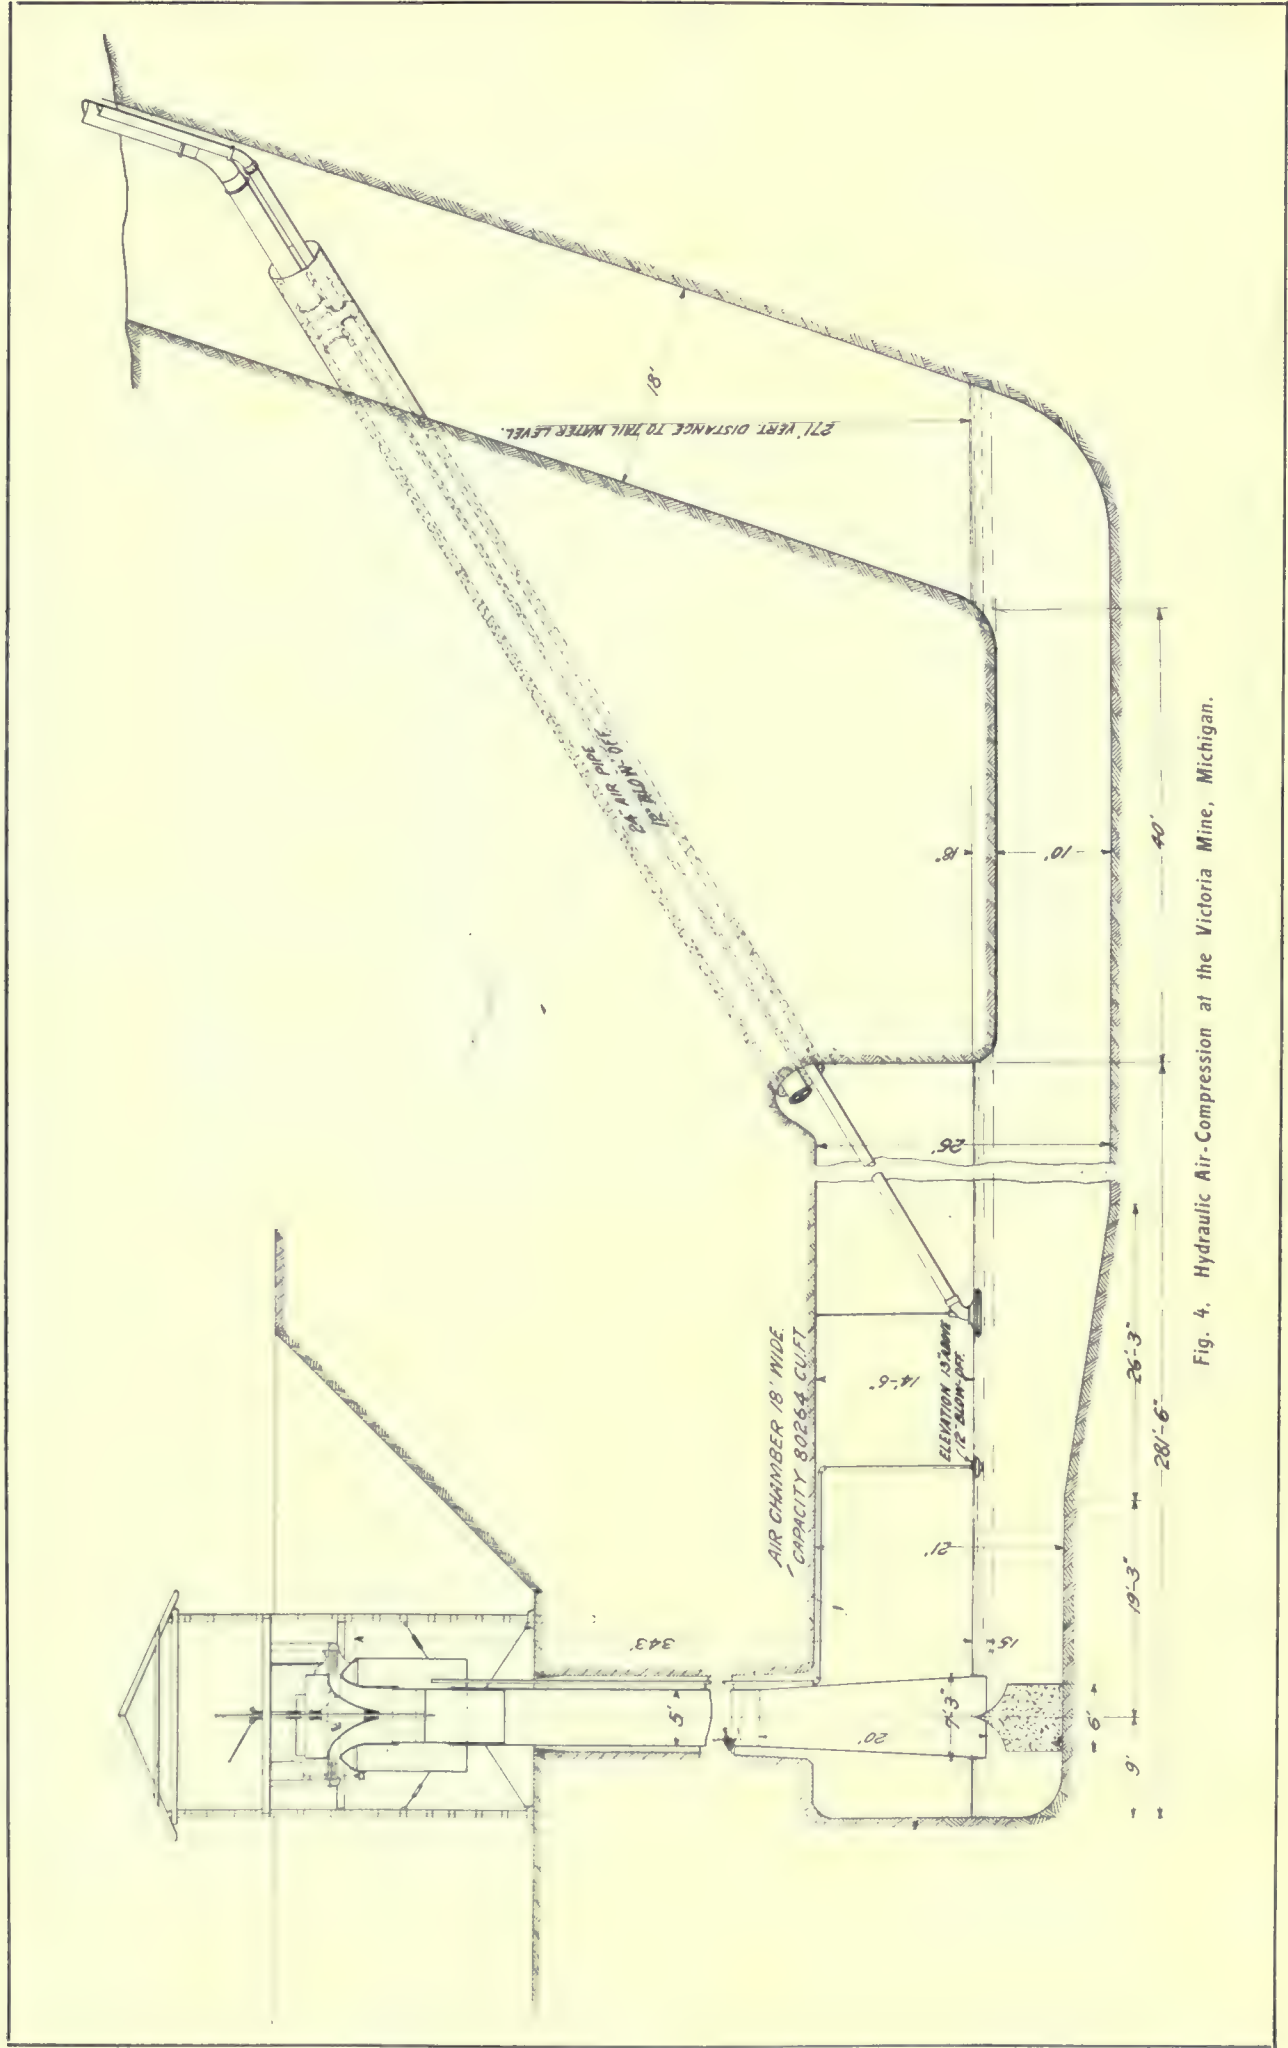 271' VERT. DISTANCE TO TAIL WATER LEVEL.
18'
24" AIR PIPE
12" BLOW-OFF.
18"
10'
40'
26'
AIR CHAMBER 18' WIDE.
CAPACITY 80264 CU.FT
14'-6"
ELEVATION 13" ABOVE
12" BLOW-OFF.
21'
343'
5'
20'
7'-3"
15"
6'
9'
19'-3"
26'-3"
281'-6"
Fig. 4. Hydraulic Air-Compression at the Victoria Mine, Michigan.